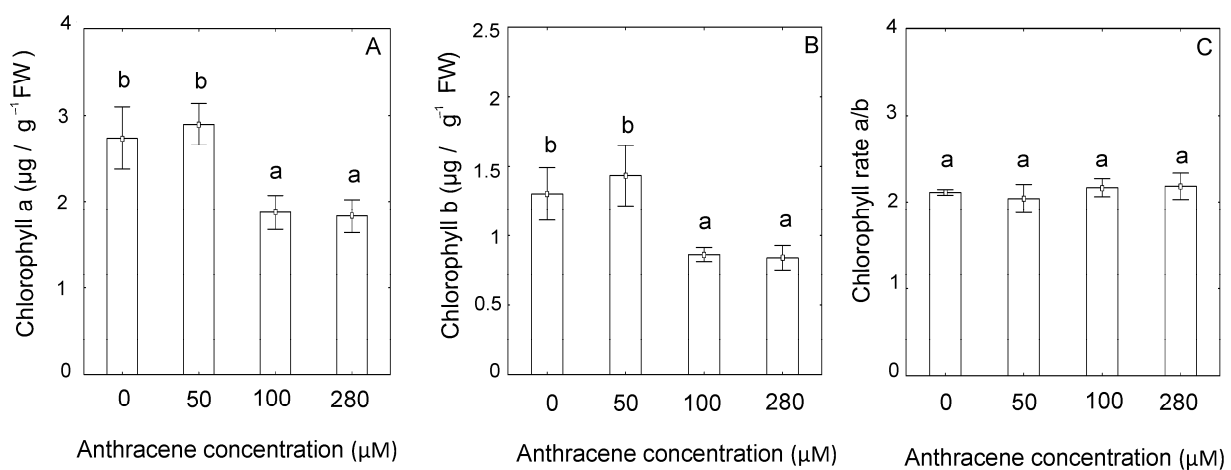 A
Chlorophyll a (µg / g⁻¹ FW )
4
3
2
1
0
b b a a
0 50 100 280
Anthracene concentration (µM)
B
Chlorophyll b (µg / g⁻¹ FW)
2.5
2
1.5
1
0.5
0
b b a a
0 50 100 280
Anthracene concentration (µM)
C
Chlorophyll rate a/b
4
3
2
1
0
a a a a
0 50 100 280
Anthracene concentration (µM)